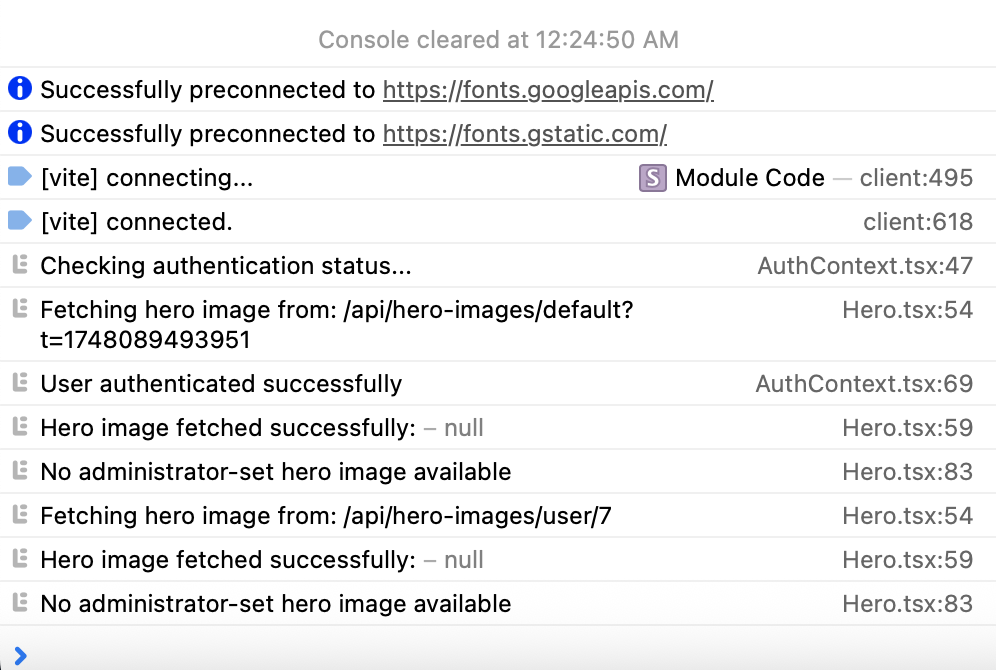 Console cleared at 12:24:50 AM
Successfully preconnected to https://fonts.googleapis.com/
Successfully preconnected to https://fonts.gstatic.com/
[vite] connecting... S Module Code — client:495
[vite] connected. client:618
Checking authentication status... AuthContext.tsx:47
Fetching hero image from: /api/hero-images/default? Hero.tsx:54
t=1748089493951
User authenticated successfully AuthContext.tsx:69
Hero image fetched successfully: – null Hero.tsx:59
No administrator-set hero image available Hero.tsx:83
Fetching hero image from: /api/hero-images/user/7 Hero.tsx:54
Hero image fetched successfully: – null Hero.tsx:59
No administrator-set hero image available Hero.tsx:83